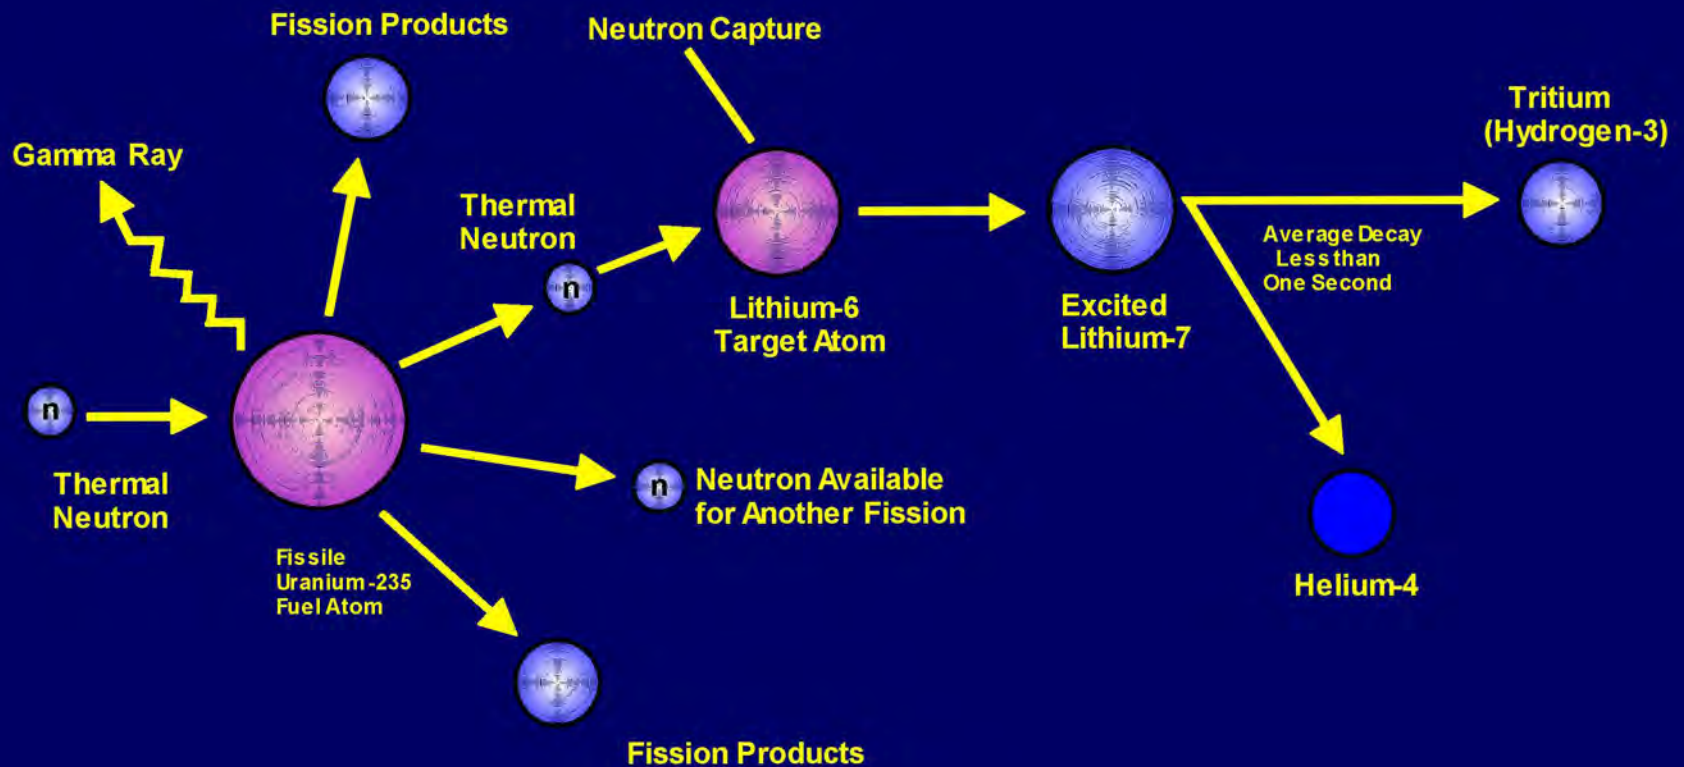 Fission Products
Neutron Capture
Gamma Ray
Thermal
Neutron
Tritium
(Hydrogen-3)
n
Average Decay
Less than
One Second
Lithium-6
Target Atom
Excited
Lithium-7
n
Thermal
Neutron
n
Neutron Available
for Another Fission
Fissile
Uranium-235
Fuel Atom
Helium-4
Fission Products